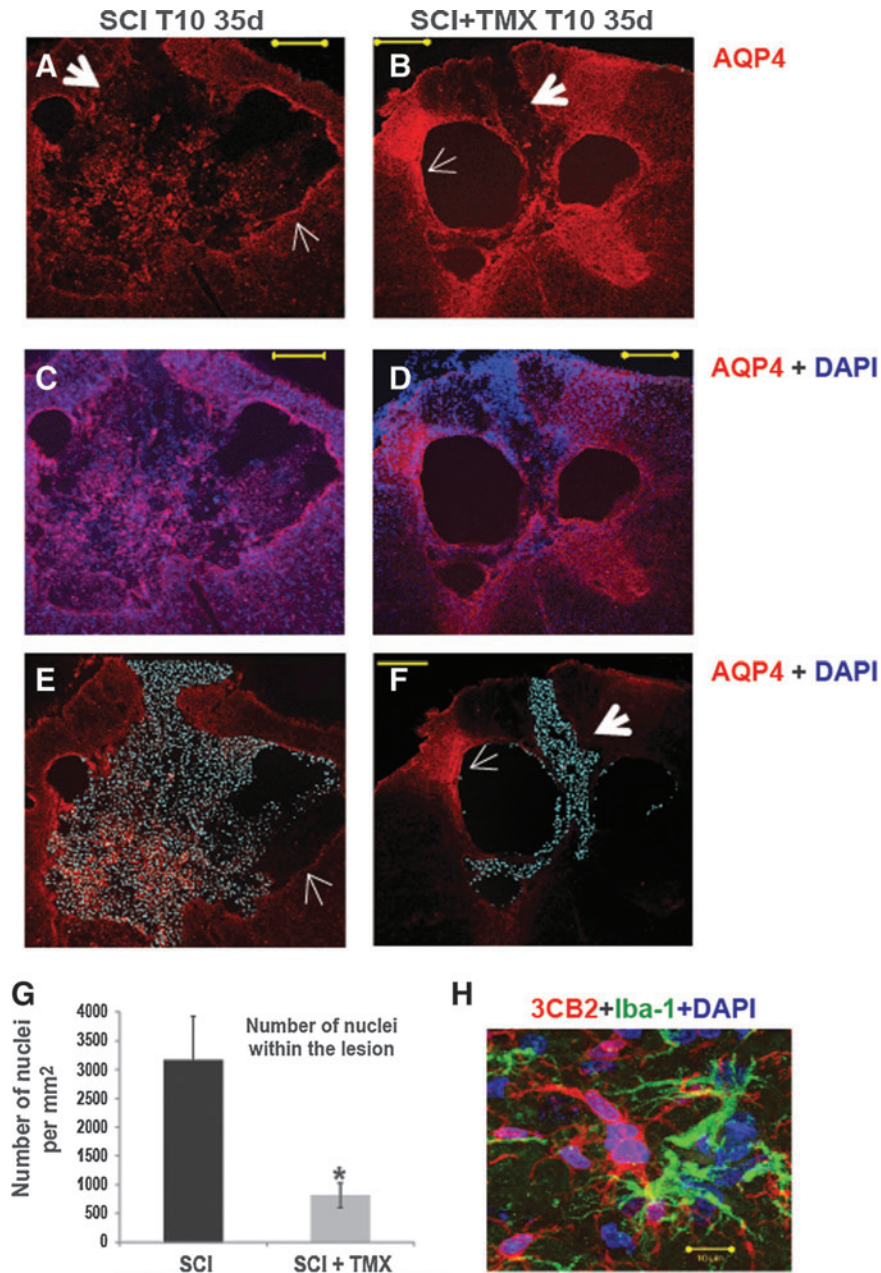 SCI T10 35d
SCI+TMX T10 35d
A
B
AQP4
C
D
AQP4 + DAPI
E
F
AQP4 + DAPI
G
Number of nuclei
per mm2
4000
3500
3000
2500
2000
1500
1000
500
0
Number of nuclei
within the lesion
*
SCI
SCI + TMX
H
3CB2+Iba-1+DAPI
10 µm